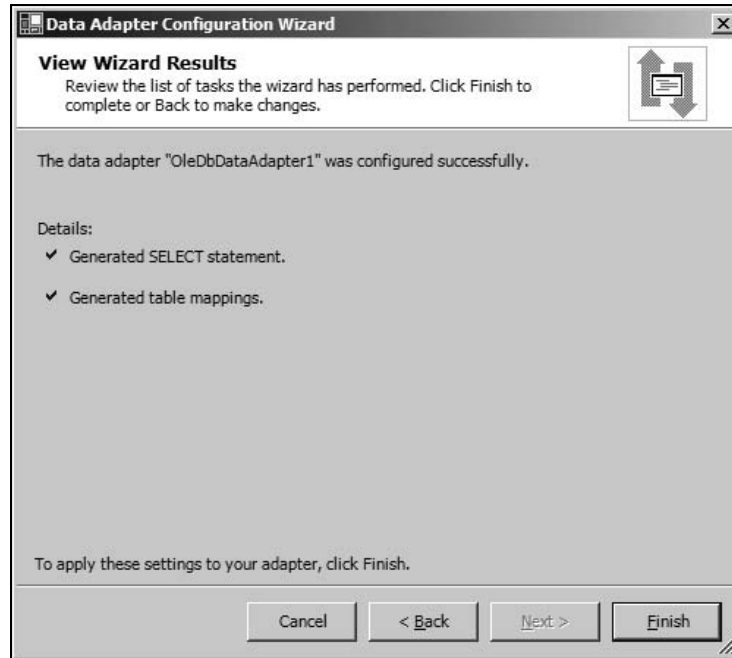 Data Adapter Configuration Wizard
View Wizard Results
Review the list of tasks the wizard has performed. Click Finish to
complete or Back to make changes.
The data adapter "OleDbDataAdapter1" was configured successfully.
Details:
Generated SELECT statement.
Generated table mappings.
To apply these settings to your adapter, click Finish.
Cancel
< Back
Next >
Finish